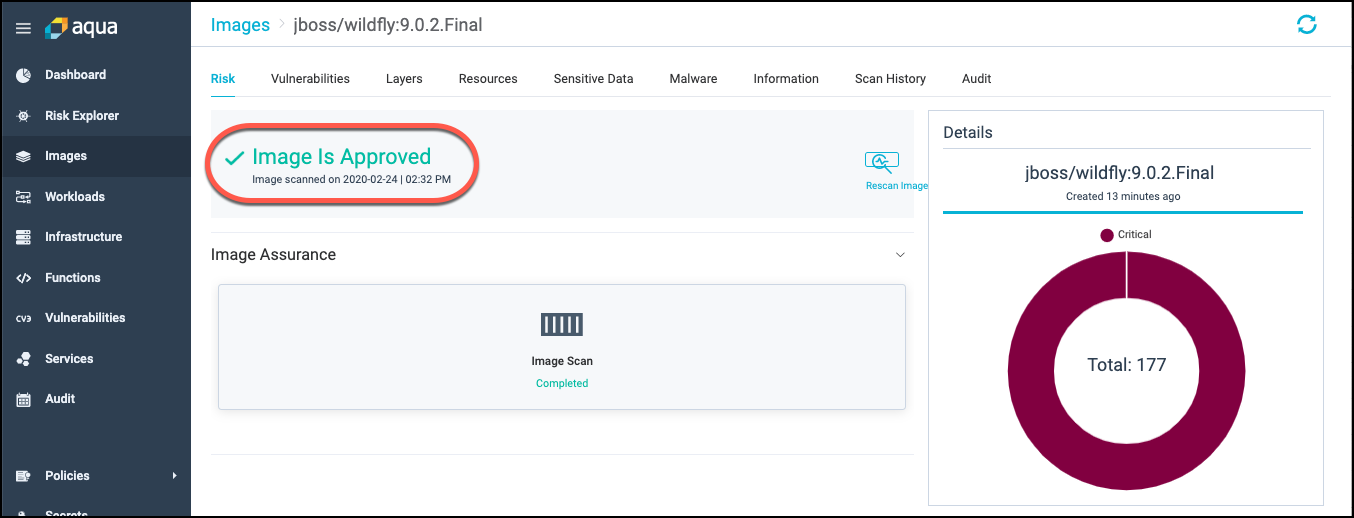 aqua
Images > jboss/wildfly:9.0.2.Final
Dashboard
Risk Explorer
Images
Workloads
Infrastructure
Functions
CVE
Vulnerabilities
Services
Audit
Policies
Secrets
Risk Vulnerabilities Layers Resources Sensitive Data Malware Information Scan History Audit
Image Is Approved
Image scanned on 2020-02-24 | 02:32 PM
Rescan Image
Image Assurance
Image Scan
Completed
Details
jboss/wildfly:9.0.2.Final
Created 13 minutes ago
Critical
Total: 177